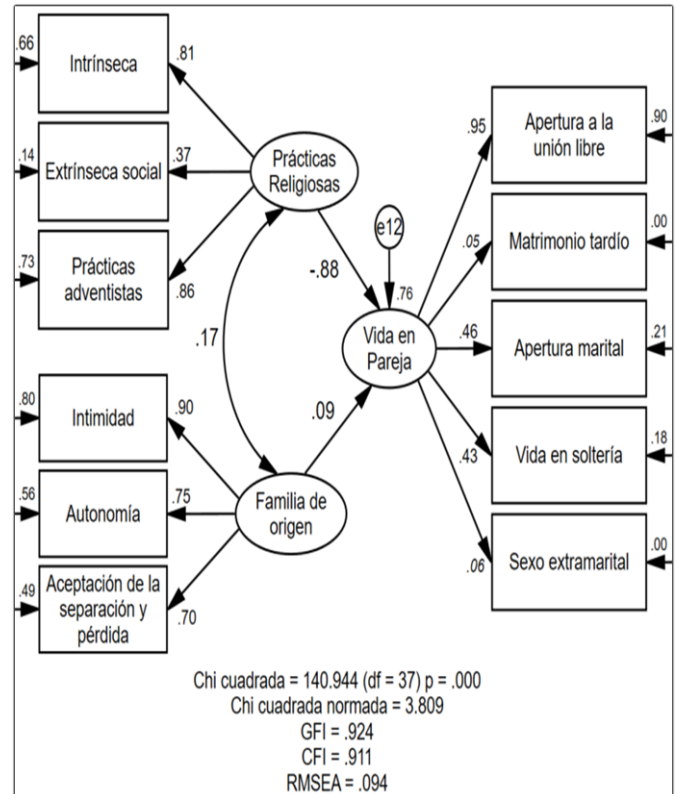 .66
Intrínseca
.81
.14
Extrínseca social
.37
.73
Prácticas
adventistas
.86
Prácticas
Religiosas
.17
-.88
e12
.76
Vida en
Pareja
.09
.80
Intimidad
.90
.56
Autonomía
.75
.49
Aceptación de la
separación y
pérdida
.70
Familia de
origen
.95
Apertura a la
unión libre
.90
.05
Matrimonio tardío
.00
.46
Apertura marital
.21
.43
Vida en soltería
.18
.06
Sexo extramarital
.00
Chi cuadrada = 140.944 (df = 37) p = .000
Chi cuadrada normada = 3.809
GFI = .924
CFI = .911
RMSEA = .094